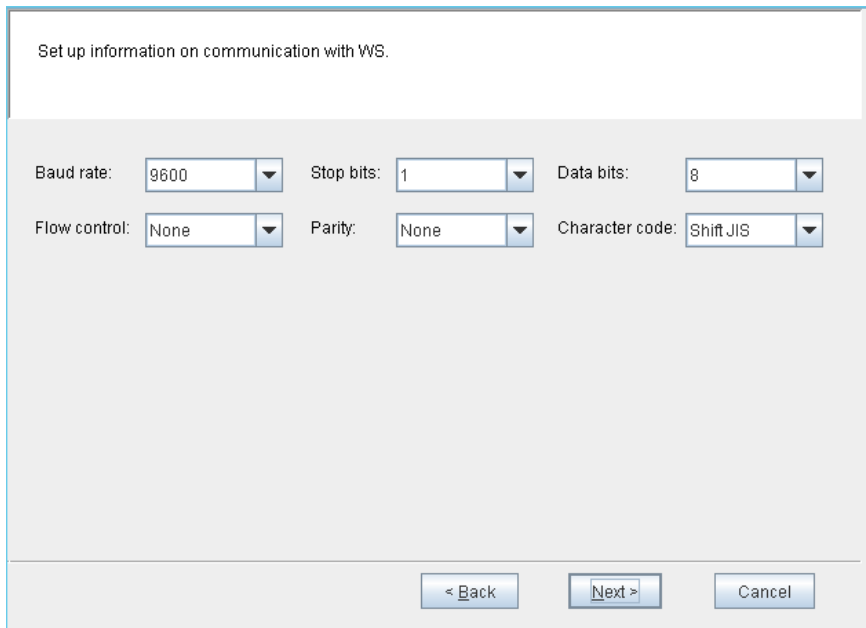 Set up information on communication with WS.
Baud rate: 9600 Stop bits: 1 Data bits: 8
Flow control: None Parity: None Character code: Shift JIS
< Back Next > Cancel